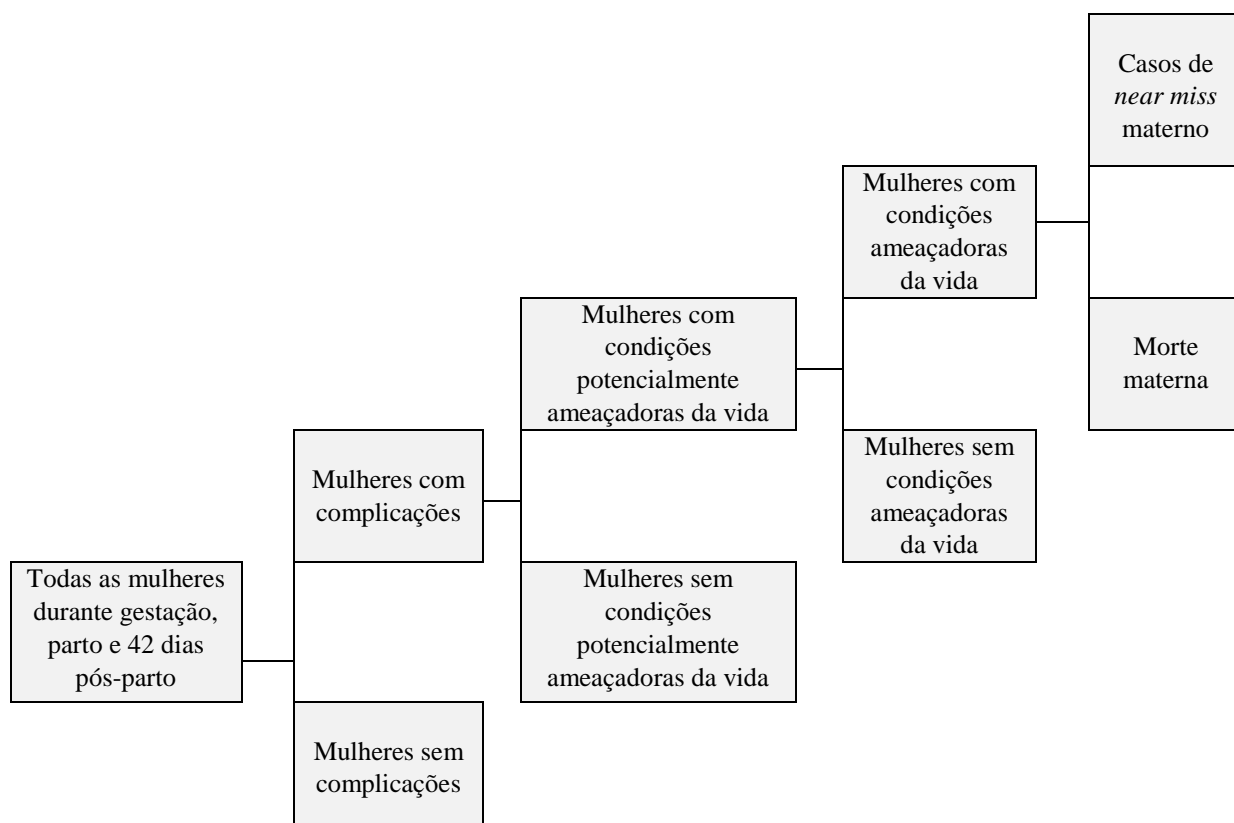 Casos de
near miss
materno
Mulheres com
condições
ameaçadoras
da vida
Mulheres com
condições
potencialmente
ameaçadoras da vida
Morte
materna
Mulheres com
complicações
Mulheres sem
condições
ameaçadoras
da vida
Todas as mulheres
durante gestação,
parto e 42 dias
pós-parto
Mulheres sem
condições
potencialmente
ameaçadoras da vida
Mulheres sem
complicações